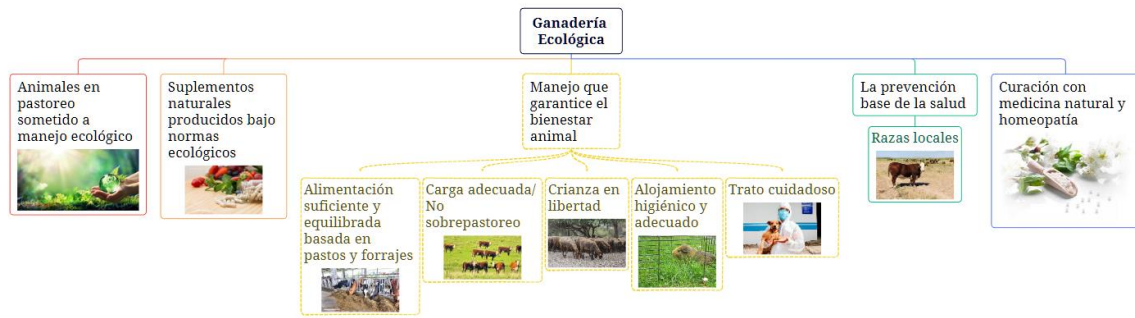 Ganadería
Ecológica
Animales en
pastoreo
sometido a
manejo ecológico
Suplementos
naturales
producidos bajo
normas
ecológicos
Manejo que
garantice el
bienestar
animal
Alimentación
suficiente y
equilibrada
basada en
pastos y forrajes
Carga adecuada/
No
sobrepastoreo
Crianza en
libertad
Alojamiento
higiénico y
adecuado
Trato cuidadoso
La prevención
base de la salud
Razas locales
Curación con
medicina natural y
homeopatía